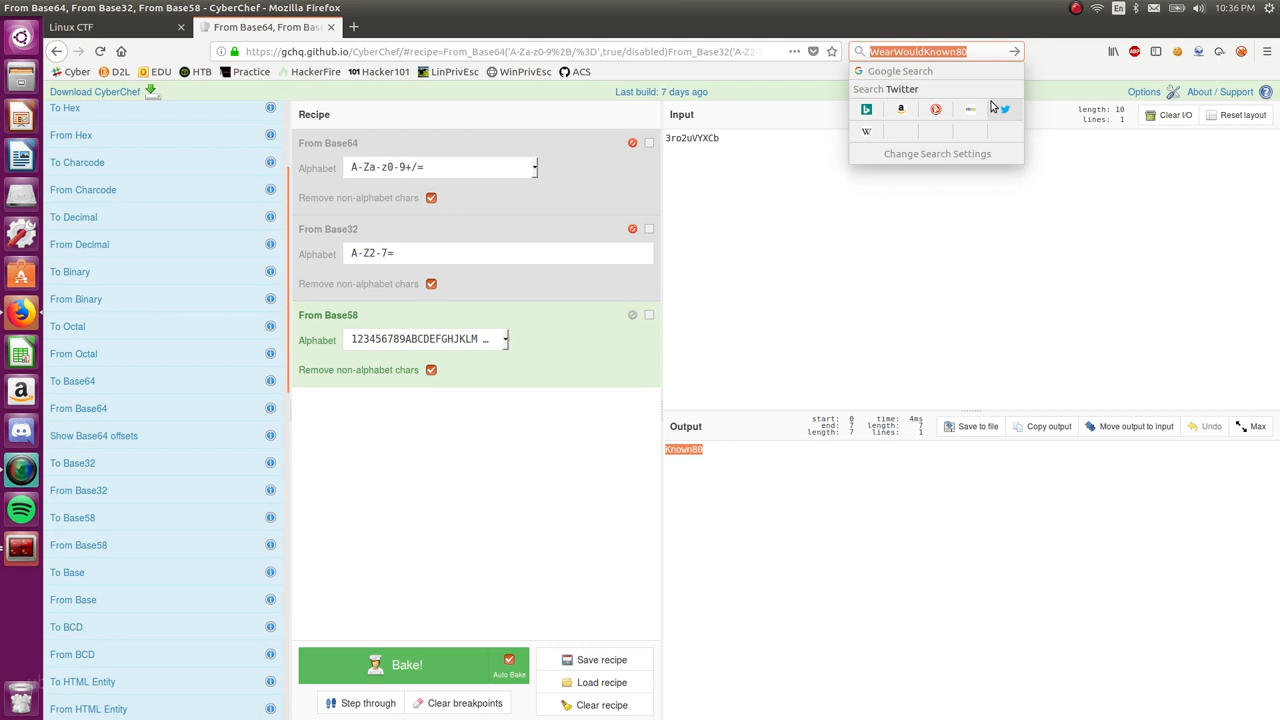 From Base64, From Base32, From Base58 - CyberChef - Mozilla Firefox
En
10:36 PM
Linux CTF
From Base64, From Bas
https://gchq.github.io/CyberChef/#recipe=From_Base64('A-Za-z0-9%2B/%3D',true/disabled)From_Base32('A-Z2-7
WearWouldKnown80
Cyber
D2L
EDU
HTB
Practice
HackerFire
Hacker101
LinPrivEsc
WinPrivEsc
ACS
Google Search
Search Twitter
ebay
W
Change Search Settings
Download CyberChef
Last build: 7 days ago
Options
About / Support
To Hex
From Hex
To Charcode
From Charcode
To Decimal
From Decimal
To Binary
From Binary
To Octal
From Octal
To Base64
From Base64
Show Base64 offsets
To Base32
From Base32
To Base58
From Base58
To Base
From Base
To BCD
From BCD
To HTML Entity
From HTML Entity
Recipe
From Base64
Alphabet
A-Za-z0-9+/=
Remove non-alphabet chars
From Base32
Alphabet
A-Z2-7=
Remove non-alphabet chars
From Base58
Alphabet
123456789ABCDEFGHJKLM …
Remove non-alphabet chars
Bake!
Auto Bake
Save recipe
Load recipe
Clear recipe
Step through
Clear breakpoints
Input
length: 10
lines: 1
Clear I/O
Reset layout
3ro2uVYXCb
Output
start: 0
end: 7
length: 7
time: 4ms
length: 7
lines: 1
Save to file
Copy output
Move output to input
Undo
Max
Known80